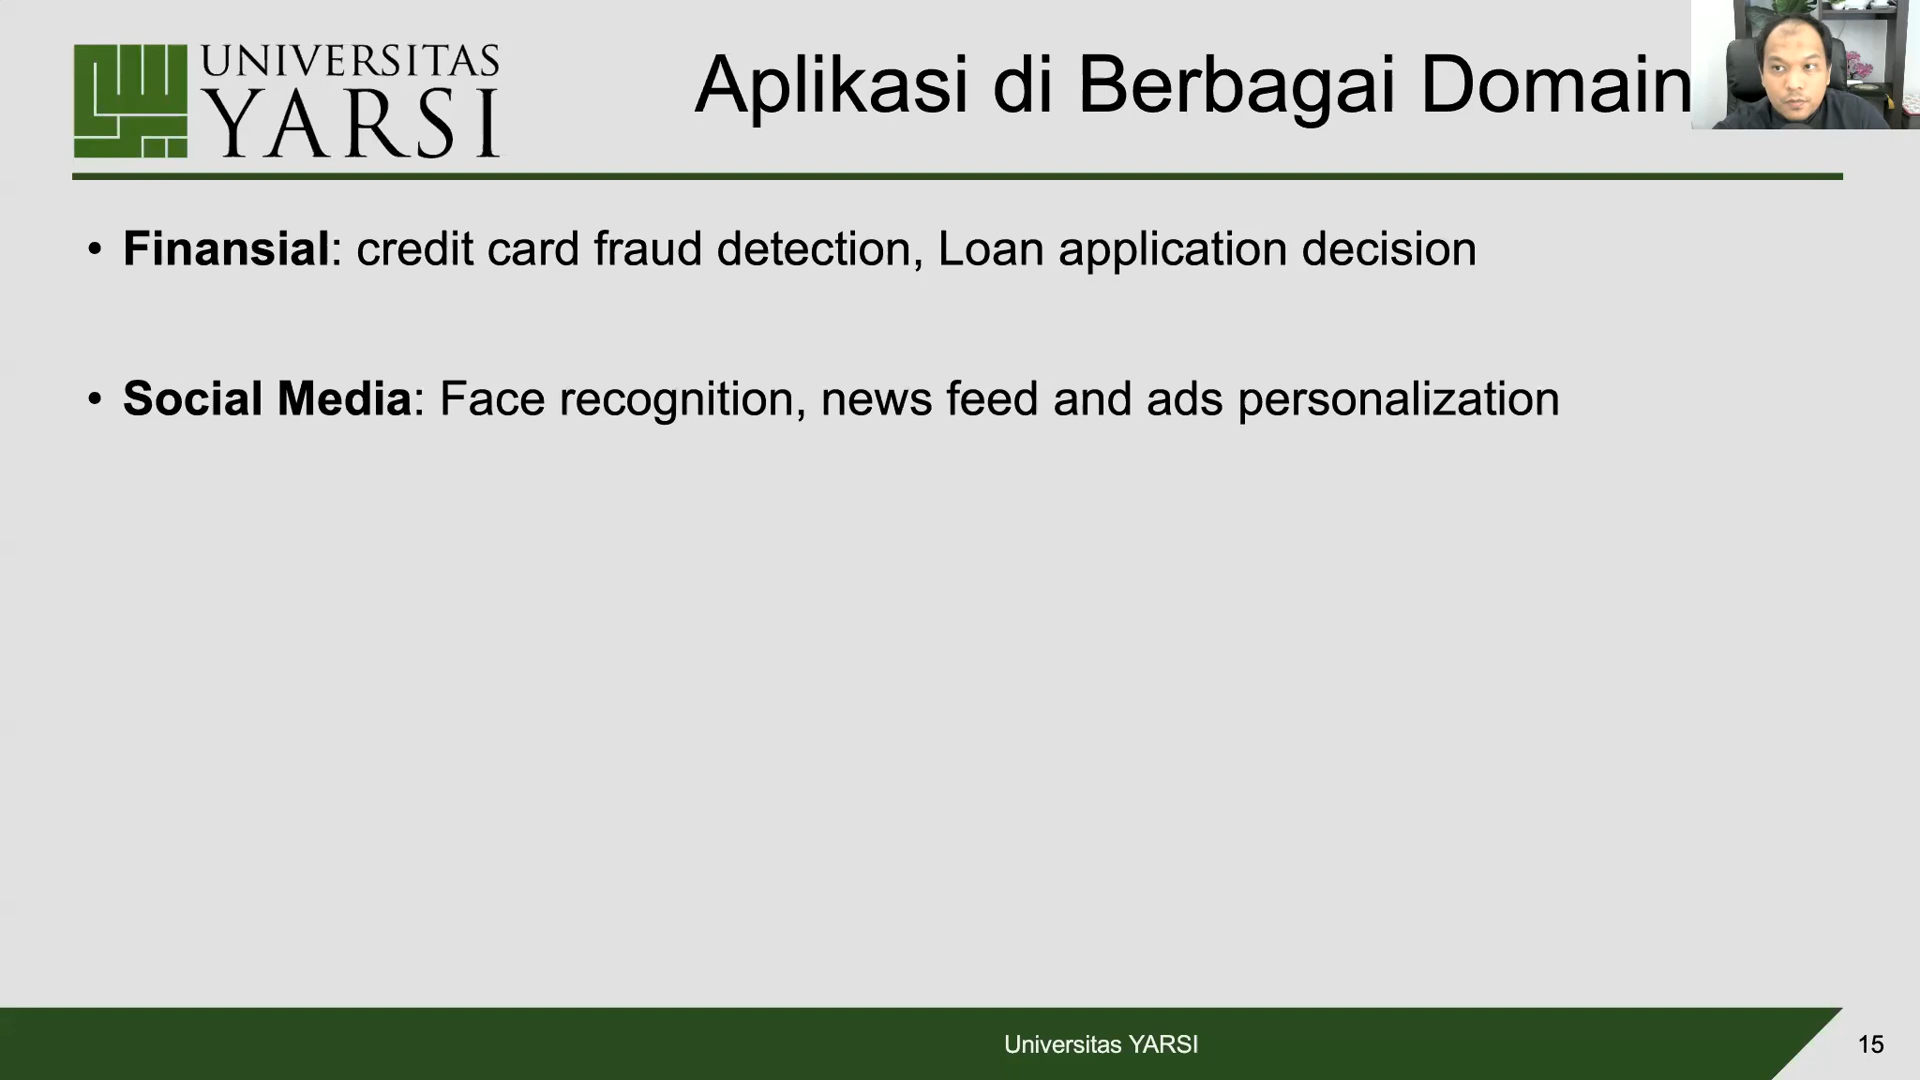 UNIVERSITAS
YARSI
Aplikasi di Berbagai Domain
• Finansial: credit card fraud detection, Loan application decision
• Social Media: Face recognition, news feed and ads personalization
Universitas YARSI
15